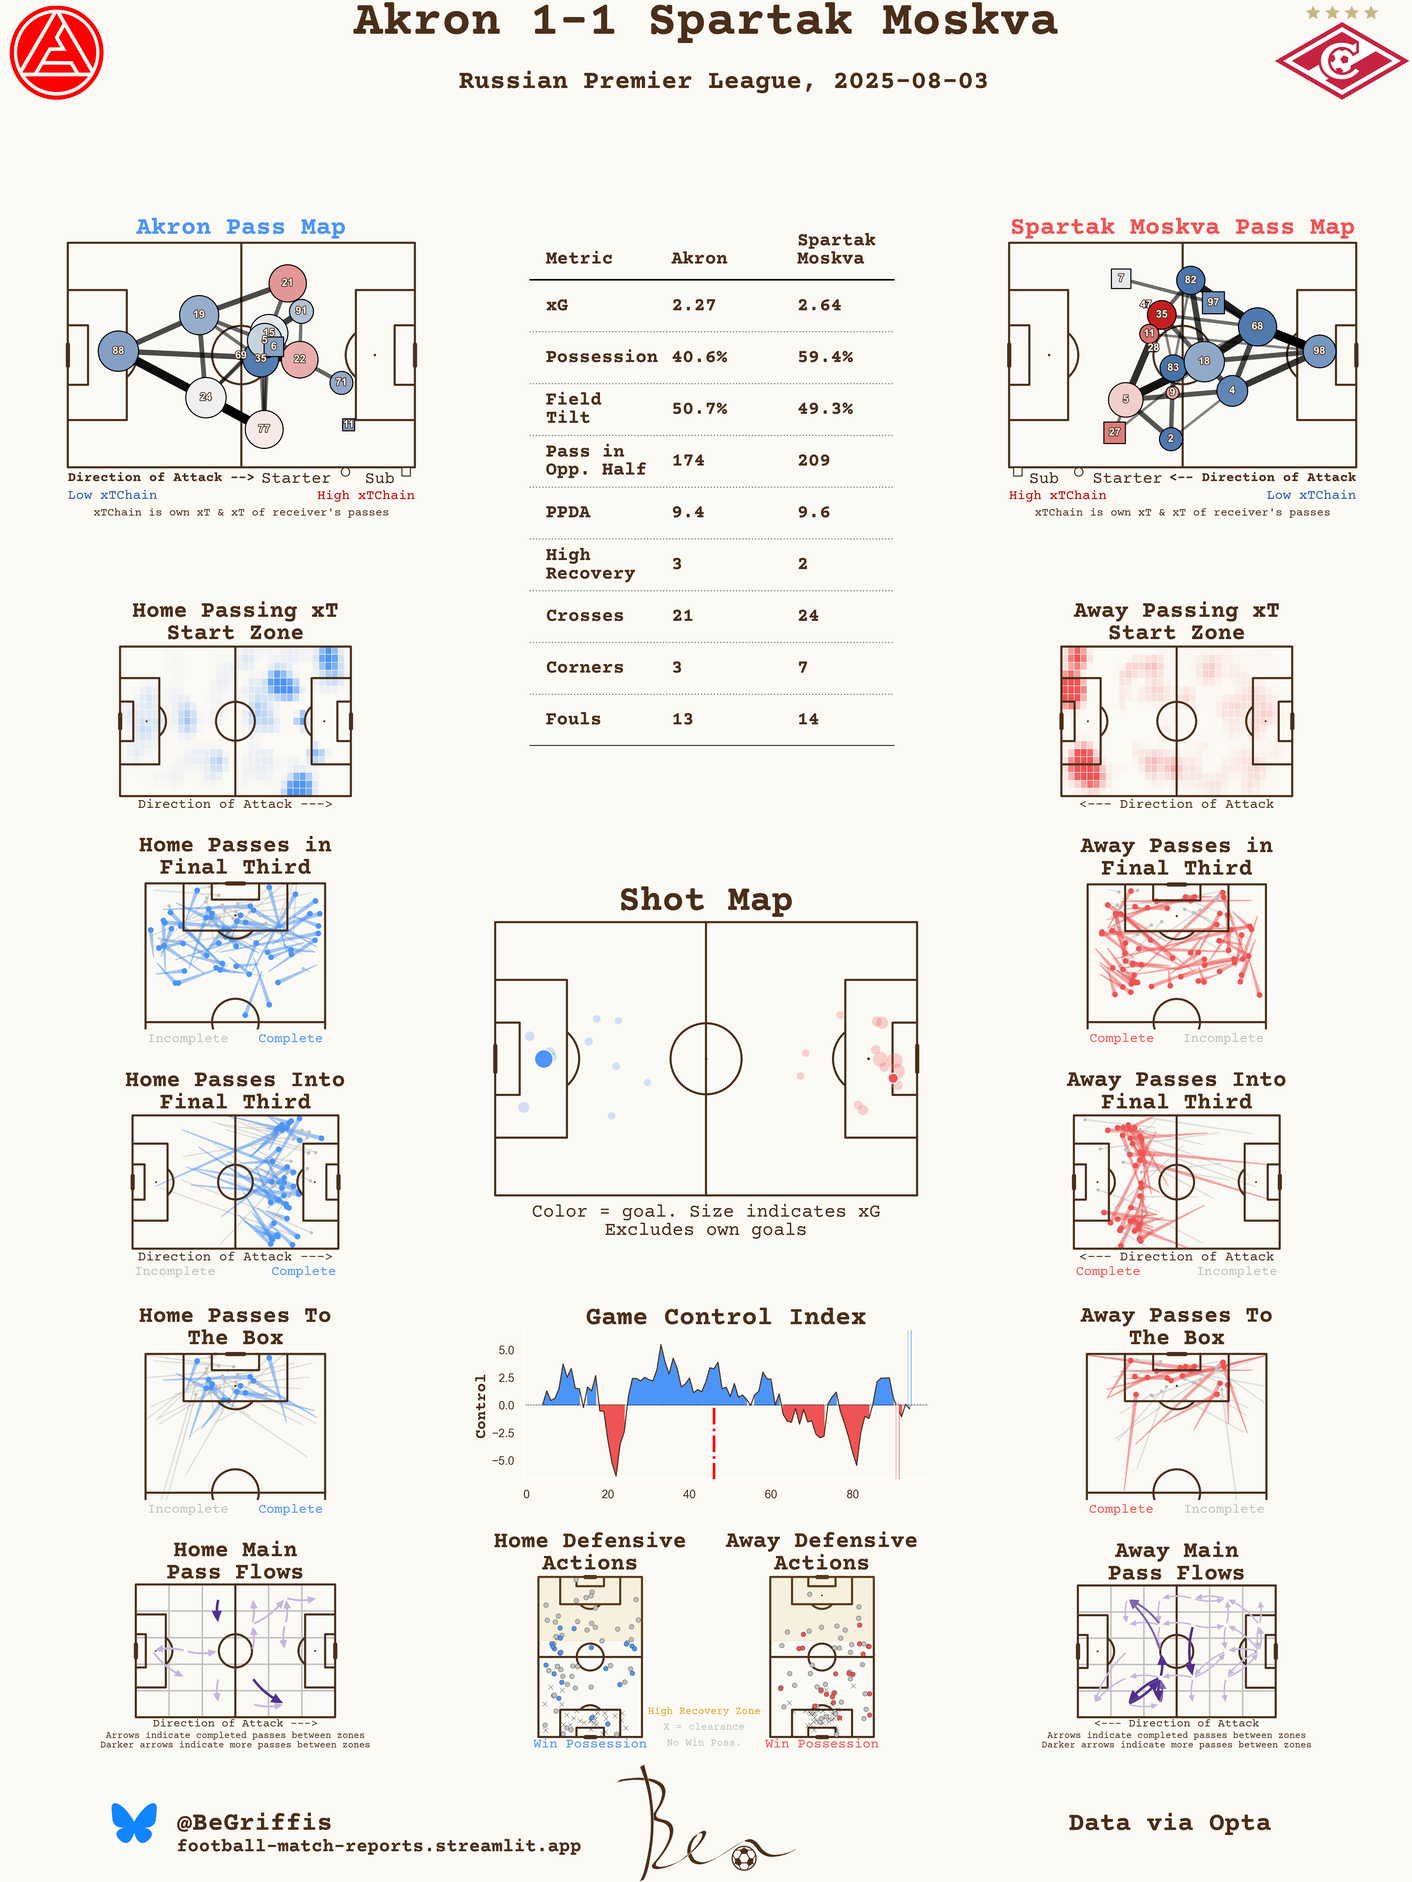 Akron 1-1 Spartak Moskva
Russian Premier League, 2025-08-03
Akron Pass Map
88
19
24
21
91
15
5
6
69
35
22
71
77
11
Direction of Attack --> Starter Sub
Low xTChain High xTChain
xTChain is own xT & xT of receiver's passes
Metric Akron Spartak Moskva
xG 2.27 2.64
Possession 40.6% 59.4%
Field Tilt 50.7% 49.3%
Pass in Opp. Half 174 209
PPDA 9.4 9.6
High Recovery 3 2
Crosses 21 24
Corners 3 7
Fouls 13 14
Spartak Moskva Pass Map
7
82
97
47
35
11
28
68
98
18
83
9
4
5
27
2
Sub Starter <-- Direction of Attack
High xTChain Low xTChain
xTChain is own xT & xT of receiver's passes
Home Passing xT
Start Zone
Direction of Attack --->
Away Passing xT
Start Zone
<--- Direction of Attack
Home Passes in
Final Third
Incomplete Complete
Away Passes in
Final Third
Complete Incomplete
Shot Map
Color = goal. Size indicates xG
Excludes own goals
Home Passes Into
Final Third
Direction of Attack --->
Incomplete Complete
Away Passes Into
Final Third
<--- Direction of Attack
Complete Incomplete
Home Passes To
The Box
Incomplete Complete
Game Control Index
Control
5.0
2.5
0.0
−2.5
−5.0
0 20 40 60 80
Away Passes To
The Box
Complete Incomplete
Home Main
Pass Flows
Direction of Attack --->
Arrows indicate completed passes between zones
Darker arrows indicate more passes between zones
Home Defensive
Actions
Win Possession
Away Defensive
Actions
Win Possession
High Recovery Zone
X = clearance
No Win Poss.
Away Main
Pass Flows
<--- Direction of Attack
Arrows indicate completed passes between zones
Darker arrows indicate more passes between zones
@BeGriffis
football-match-reports.streamlit.app
Ben
Data via Opta